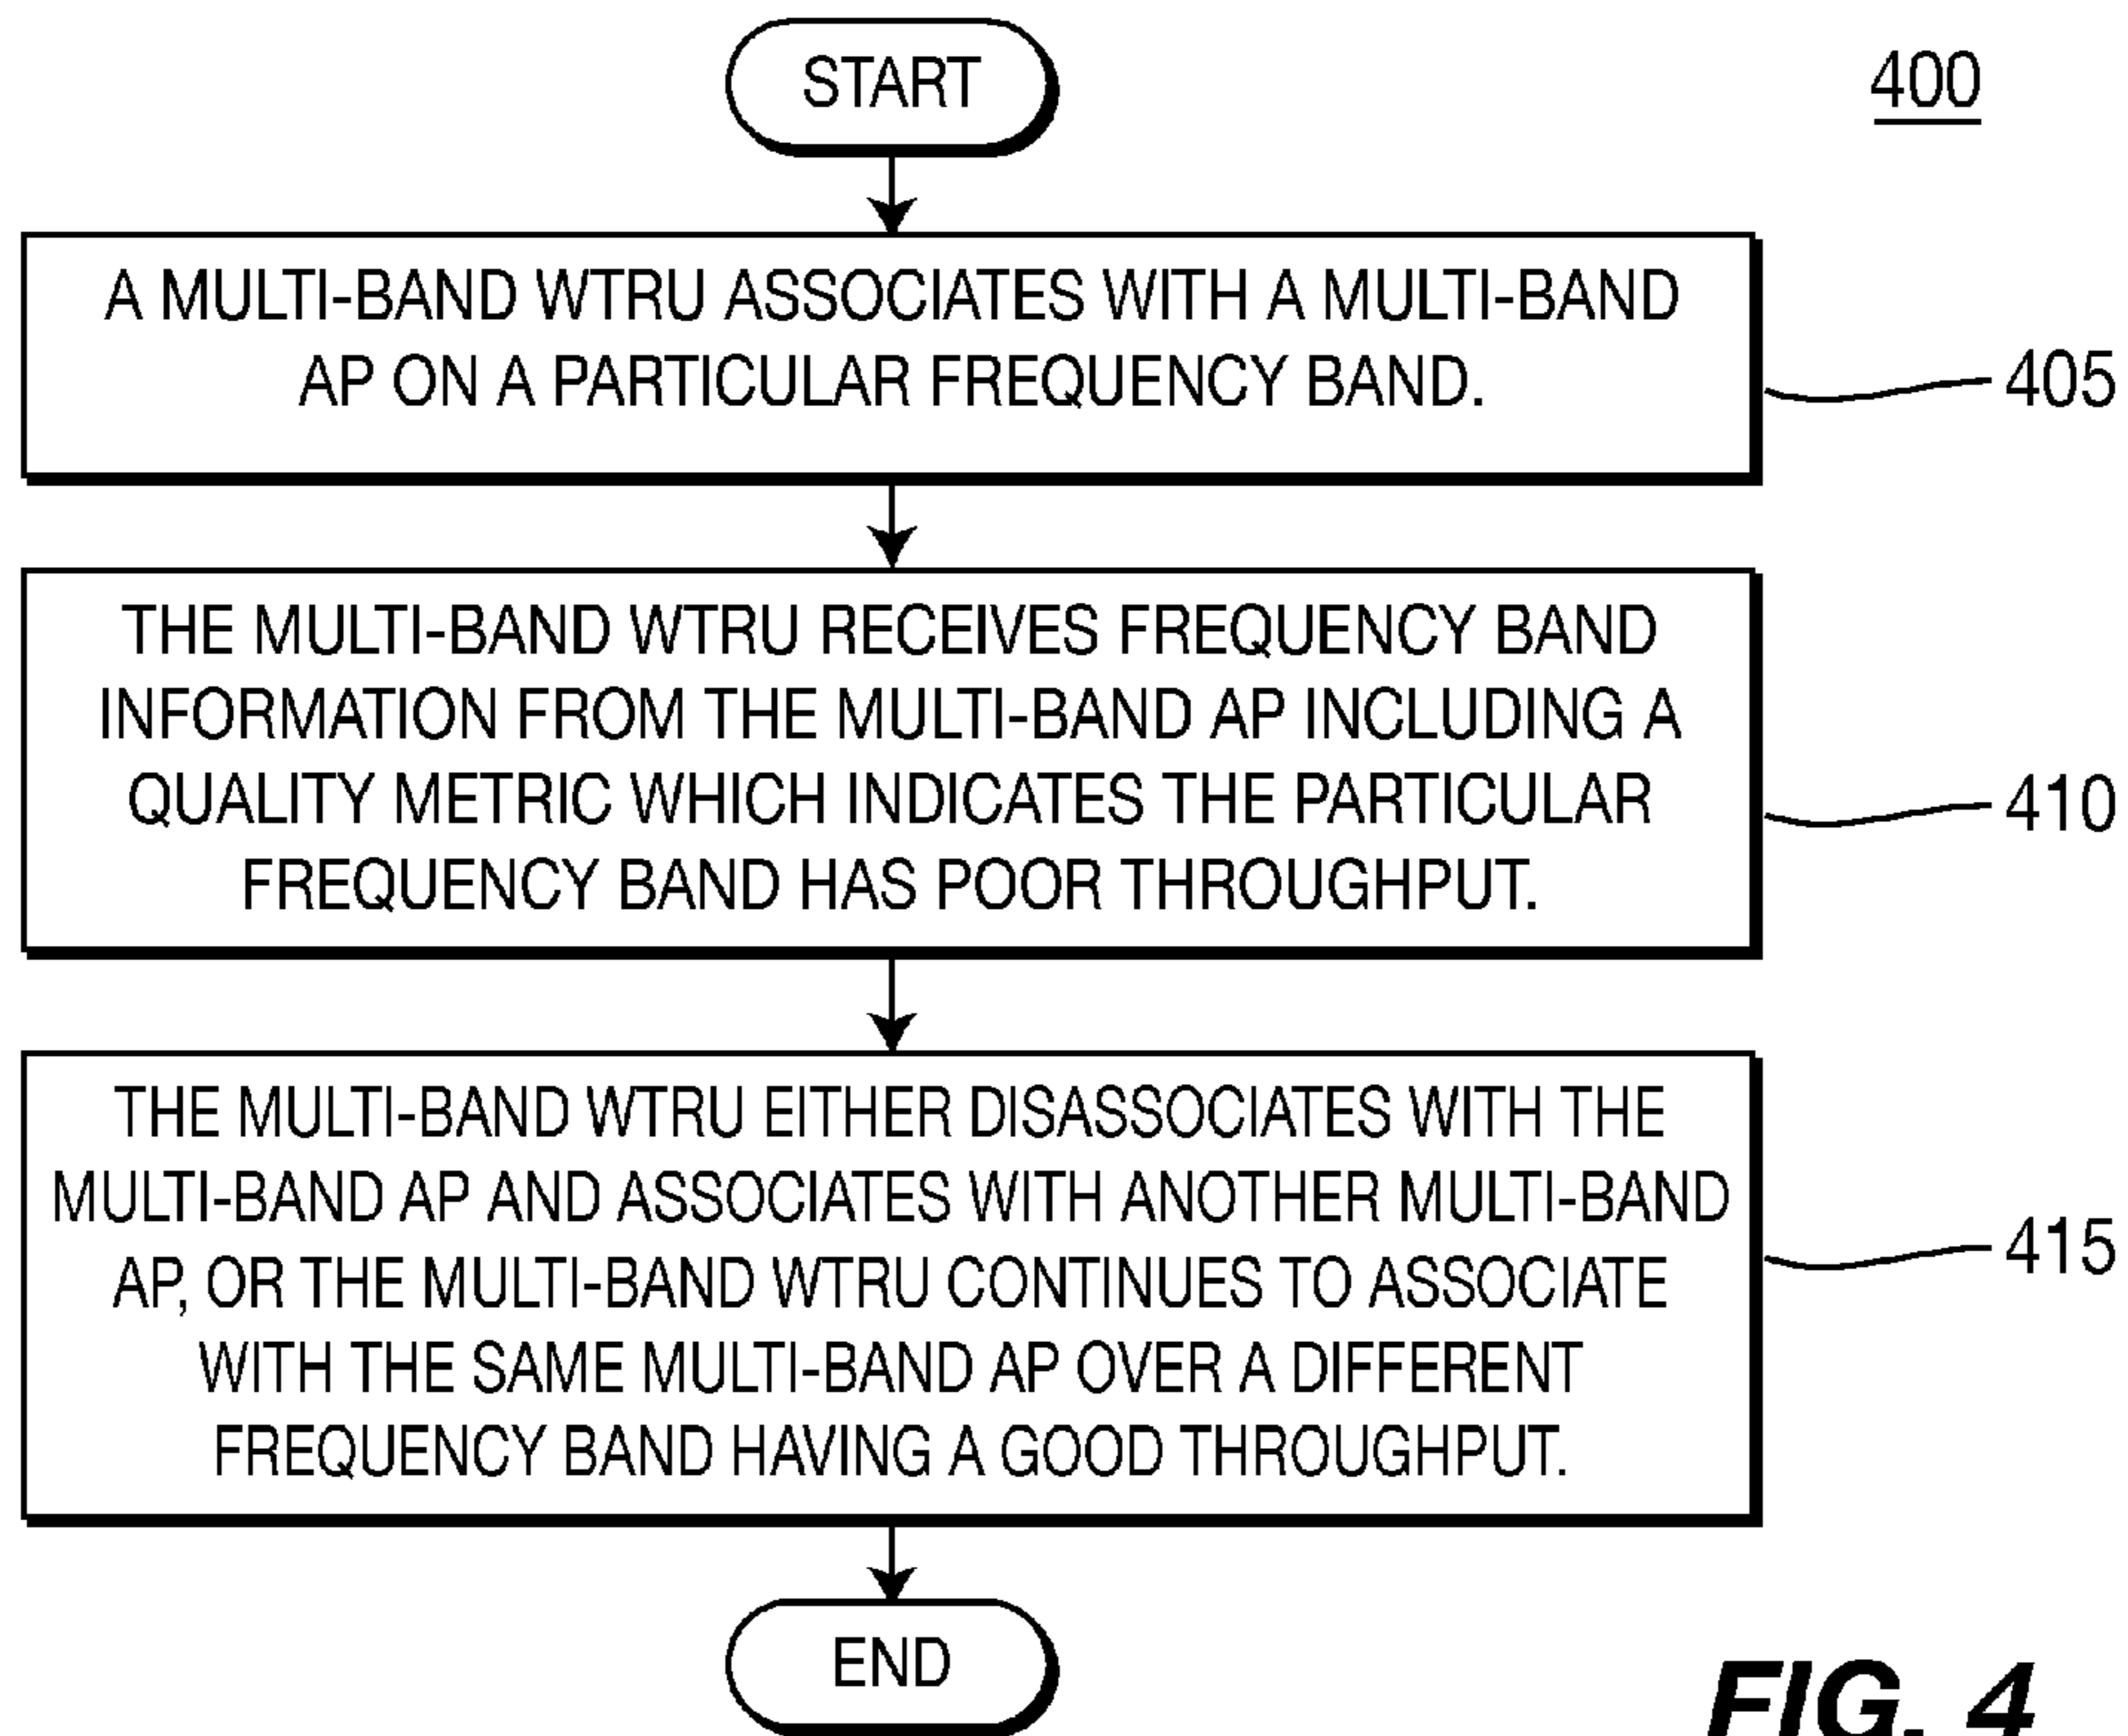 START
400
A MULTI-BAND WTRU ASSOCIATES WITH A MULTI-BAND
AP ON A PARTICULAR FREQUENCY BAND.
405
THE MULTI-BAND WTRU RECEIVES FREQUENCY BAND
INFORMATION FROM THE MULTI-BAND AP INCLUDING A
QUALITY METRIC WHICH INDICATES THE PARTICULAR
FREQUENCY BAND HAS POOR THROUGHPUT.
410
THE MULTI-BAND WTRU EITHER DISASSOCIATES WITH THE
MULTI-BAND AP AND ASSOCIATES WITH ANOTHER MULTI-BAND
AP, OR THE MULTI-BAND WTRU CONTINUES TO ASSOCIATE
WITH THE SAME MULTI-BAND AP OVER A DIFFERENT
FREQUENCY BAND HAVING A GOOD THROUGHPUT.
415
END
FIG. 4